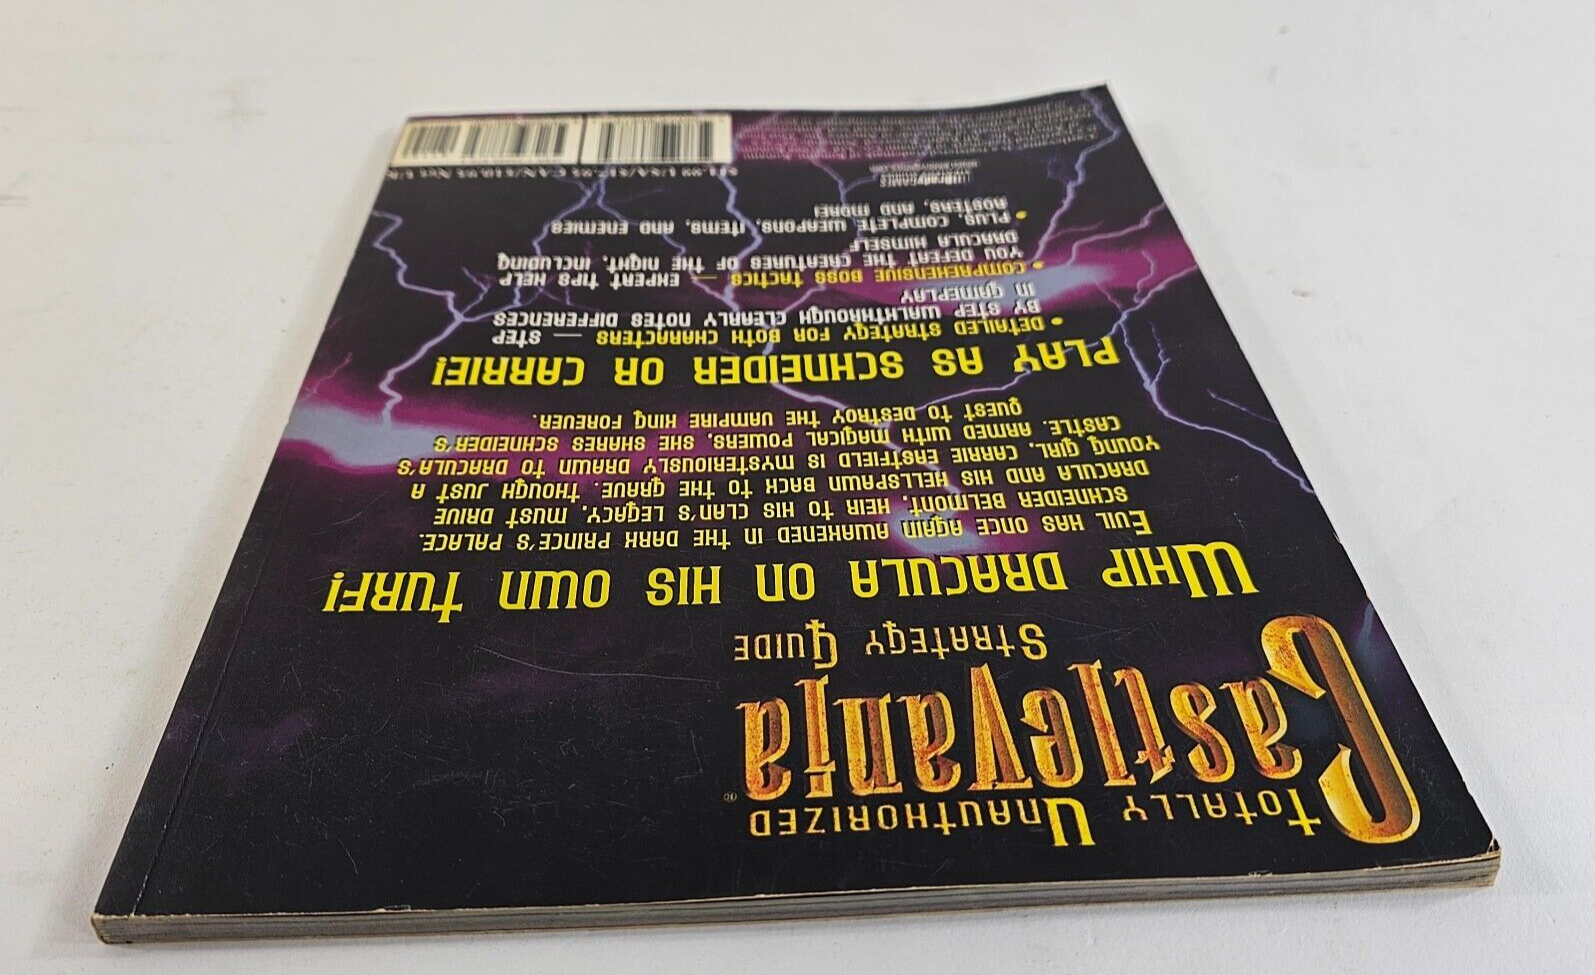 TOTALLY UNAUTHORIZED
Castlevania®
STRATEGY GUIDE
WHIP DRACULA ON HIS OWN TURF!
EVIL HAS ONCE AGAIN AWAKENED IN THE DARK PRINCE'S PALACE.
SCHNEIDER BELMONT, HEIR TO HIS CLAN'S LEGACY, MUST DRIVE
DRACULA AND HIS HELLSPAWN BACK TO THE GRAVE. THOUGH JUST A
YOUNG GIRL, CARRIE EASTFIELD IS MYSTERIOUSLY DRAWN TO DRACULA'S
CASTLE. ARMED WITH MAGICAL POWERS, SHE SHARES SCHNEIDER'S
QUEST TO DESTROY THE VAMPIRE KING FOREVER.
PLAY AS SCHNEIDER OR CARRIE!
• DETAILED STRATEGY FOR BOTH CHARACTERS — STEP
BY STEP WALKTHROUGH CLEARLY NOTES DIFFERENCES
IN GAMEPLAY
• COMPREHENSIVE BOSS TACTICS — EXPERT TIPS HELP
YOU DEFEAT THE CREATURES OF THE NIGHT, INCLUDING
DRACULA HIMSELF
• PLUS, COMPLETE WEAPONS, ITEMS, AND ENEMIES
ROSTERS, AND MORE!
BradyGAMES
USA